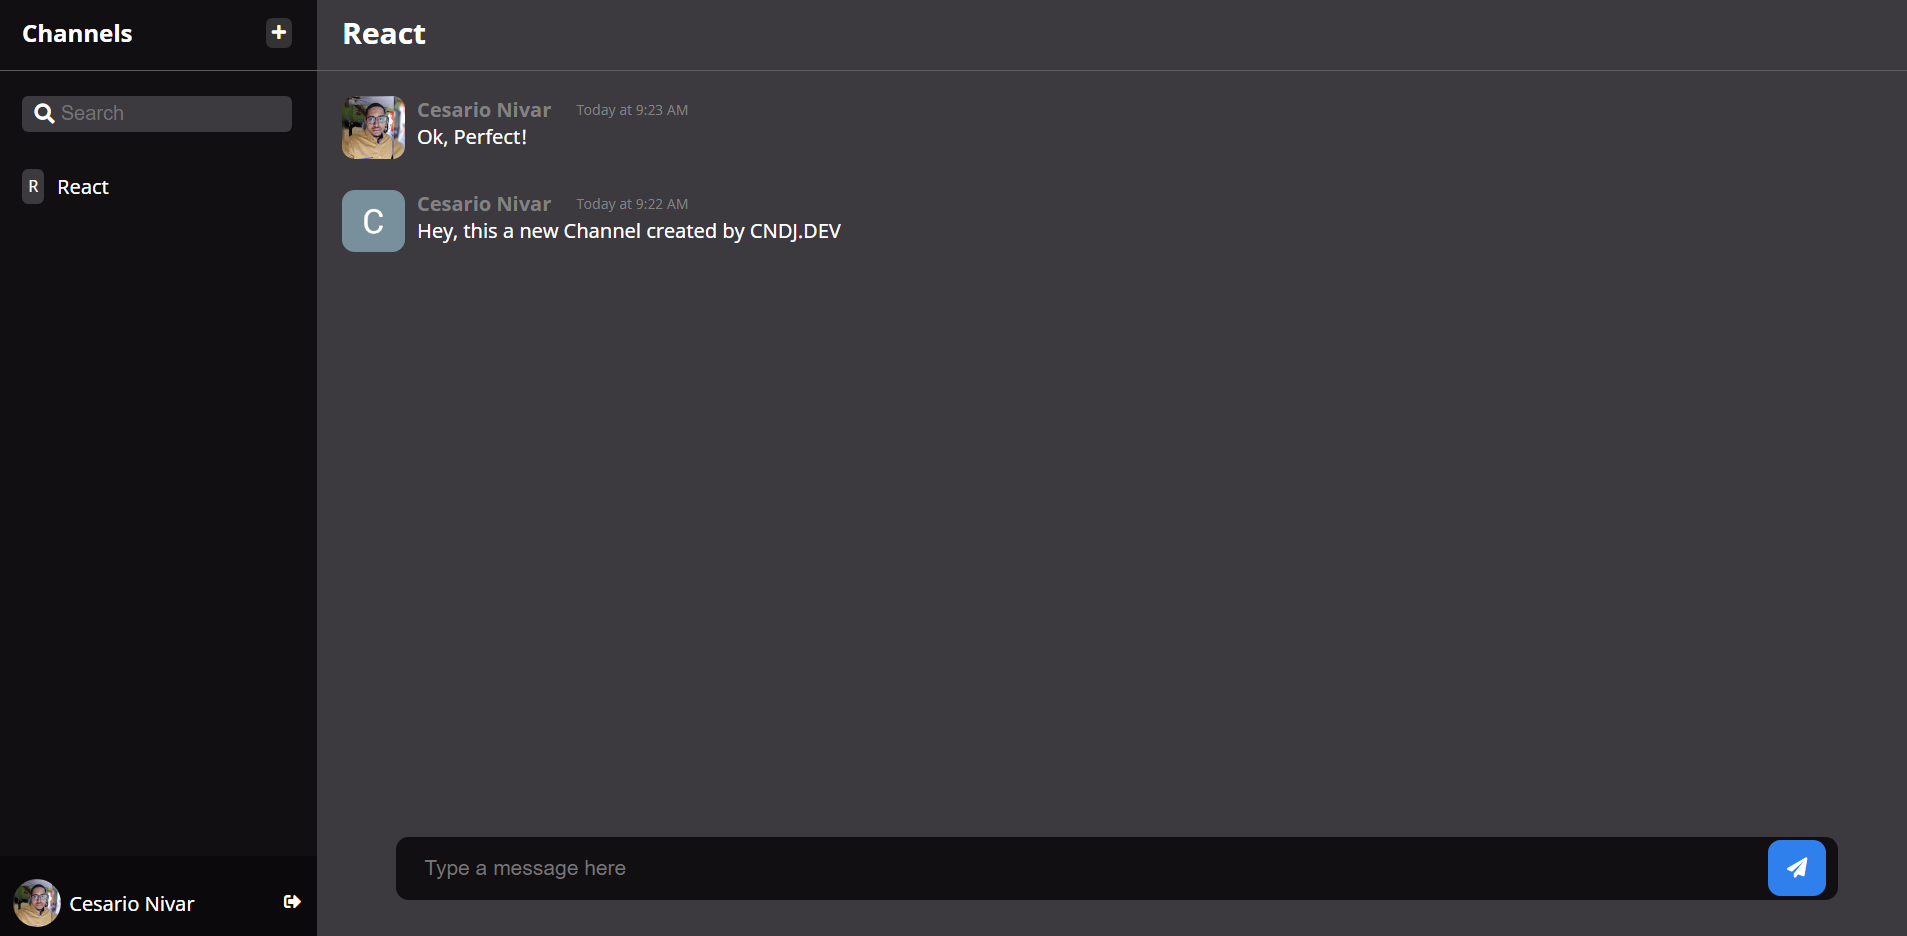 Channels
+
Search
R React
Cesario Nivar
React
Cesario Nivar Today at 9:23 AM
Ok, Perfect!
C
Cesario Nivar Today at 9:22 AM
Hey, this a new Channel created by CNDJ.DEV
Type a message here